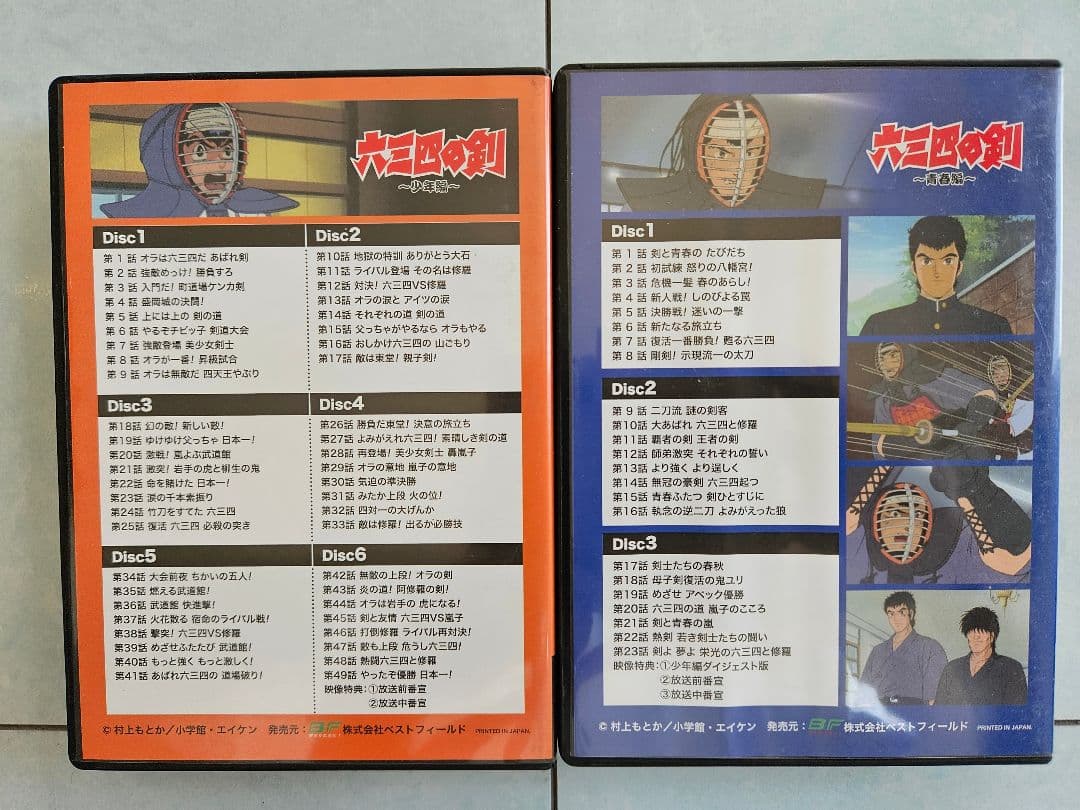 六三四の剣
～少年編～
Disc1
第1話 オラは六三四だ あばれ剣
第2話 強敵めっけ! 勝負すろ
第3話 入門だ! 町道場ケンカ剣
第4話 盛岡城の決闘!
第5話 上には上の 剣の道
第6話 やるぞチビッ子 剣道大会
第7話 強敵登場 美少女剣士
第8話 オラが一番! 昇級試合
第9話 オラは無敵だ 四天王やぶり
Disc2
第10話 地獄の特訓 ありがとう大石
第11話 ライバル登場 その名は修羅
第12話 対決! 六三四VS修羅
第13話 オラの涙と アイツの涙
第14話 それぞれの道 剣の道
第15話 父っちゃがやるなら オラもやる
第16話 おしかけ六三四の 山ごもり
第17話 敵は東堂! 親子剣!
Disc3
第18話 幻の敵! 新しい敵!
第19話 ゆけゆけ父っちゃ 日本一!
第20話 激戦! 嵐よぶ武道館
第21話 激突! 岩手の虎と柳生の鬼
第22話 命を賭けた 日本一!
第23話 涙の千本素振り
第24話 竹刀をすてた 六三四
第25話 復活 六三四 必殺の突き
Disc4
第26話 勝負だ東堂! 決意の旅立ち
第27話 よみがえれ六三四! 素晴しき剣の道
第28話 再登場! 美少女剣士 轟嵐子
第29話 オラの意地 嵐子の意地
第30話 気迫の準決勝
第31話 みたか上段 火の位!
第32話 四対一の大げんか
第33話 敵は修羅! 出るか必勝技
Disc5
第34話 大会前夜 ちかいの五人!
第35話 燃える武道館!
第36話 武道館 快進撃!
第37話 火花散る 宿命のライバル戦!
第38話 撃突! 六三四VS修羅
第39話 めざせふたたび 武道館!
第40話 もっと強く もっと激しく!
第41話 あばれ六三四の 道場破り!
Disc6
第42話 無敵の上段! オラの剣
第43話 炎の道! 阿修羅の剣!
第44話 オラは岩手の 虎になる!
第45話 剣と友情 六三四VS嵐子
第46話 打倒修羅 ライバル再対決!
第47話 敵も上段 危うし六三四!
第48話 熱闘六三四と修羅
第49話 やったぞ優勝 日本一!
映像特典:①放送前番宣
②放送中番宣
© 村上もとか/小学館・エイケン 発売元: BF 株式会社ベストフィールド PRINTED IN JAPAN.
六三四の剣
～青春編～
Disc1
第1話 剣と青春の たびだち
第2話 初試練 怒りの八幡宮!
第3話 危機一髪 春のあらし!
第4話 新人戦! しのびよる罠
第5話 決勝戦! 迷いの一撃
第6話 新たなる旅立ち
第7話 復活一番勝負! 甦る六三四
第8話 剛剣! 示現流一の太刀
Disc2
第9話 二刀流 謎の剣客
第10話 大あばれ 六三四と修羅
第11話 覇者の剣 王者の剣
第12話 師弟激突 それぞれの誓い
第13話 より強く より逞しく
第14話 無冠の豪剣 六三四起つ
第15話 青春ふたつ 剣ひとすじに
第16話 執念の逆二刀 よみがえった狼
Disc3
第17話 剣士たちの春秋
第18話 母子剣復活の鬼ユリ
第19話 めざせ アベック優勝
第20話 六三四の道 嵐子のこころ
第21話 剣と青春の嵐
第22話 熱剣 若き剣士たちの闘い
第23話 剣よ 夢よ 栄光の六三四と修羅
映像特典:①少年編ダイジェスト版
②放送前番宣
③放送中番宣
© 村上もとか/小学館・エイケン 発売元: BF 株式会社ベストフィールド PRINTED IN JAPAN.